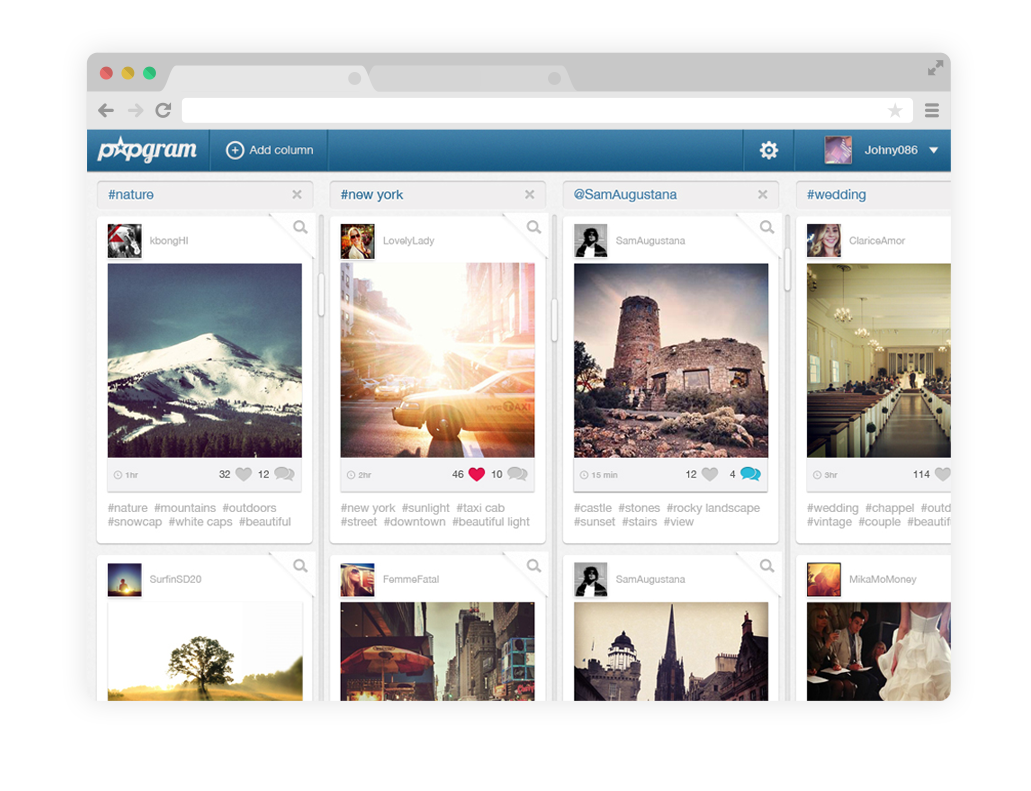 popgram
Add column
Johny086
#nature
#new york
@SamAugustana
#wedding
kbongHI
LovelyLady
SamAugustana
ClariceAmor
TAXI
1hr 32 12
2hr 46 10
15 min 12 4
3hr 114
#nature #mountains #outdoors
#snowcap #white caps #beautiful
#new york #sunlight #taxi cab
#street #downtown #beautiful light
#castle #stones #rocky landscape
#sunset #stairs #view
#wedding #chappel #outd
#vintage #couple #beautif
SurfinSD20
FemmeFatal
SamAugustana
MikaMoMoney